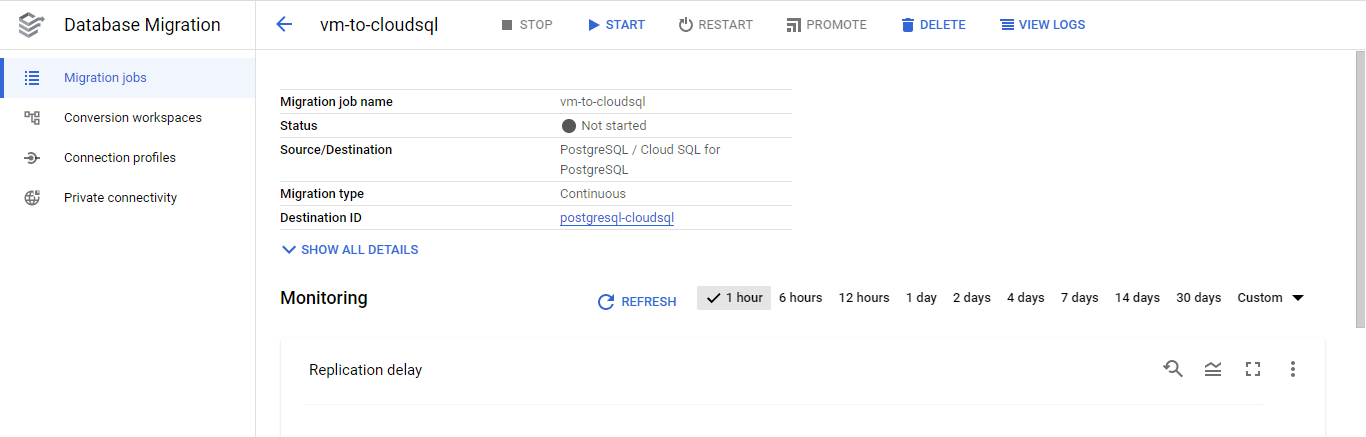 Database Migration
vm-to-cloudsql
STOP
START
RESTART
PROMOTE
DELETE
VIEW LOGS
Migration jobs
Conversion workspaces
Connection profiles
Private connectivity
Migration job name vm-to-cloudsql
Status Not started
Source/Destination PostgreSQL / Cloud SQL for
PostgreSQL
Migration type Continuous
Destination ID postgresql-cloudsql
SHOW ALL DETAILS
Monitoring
REFRESH
1 hour 6 hours 12 hours 1 day 2 days 4 days 7 days 14 days 30 days Custom
Replication delay